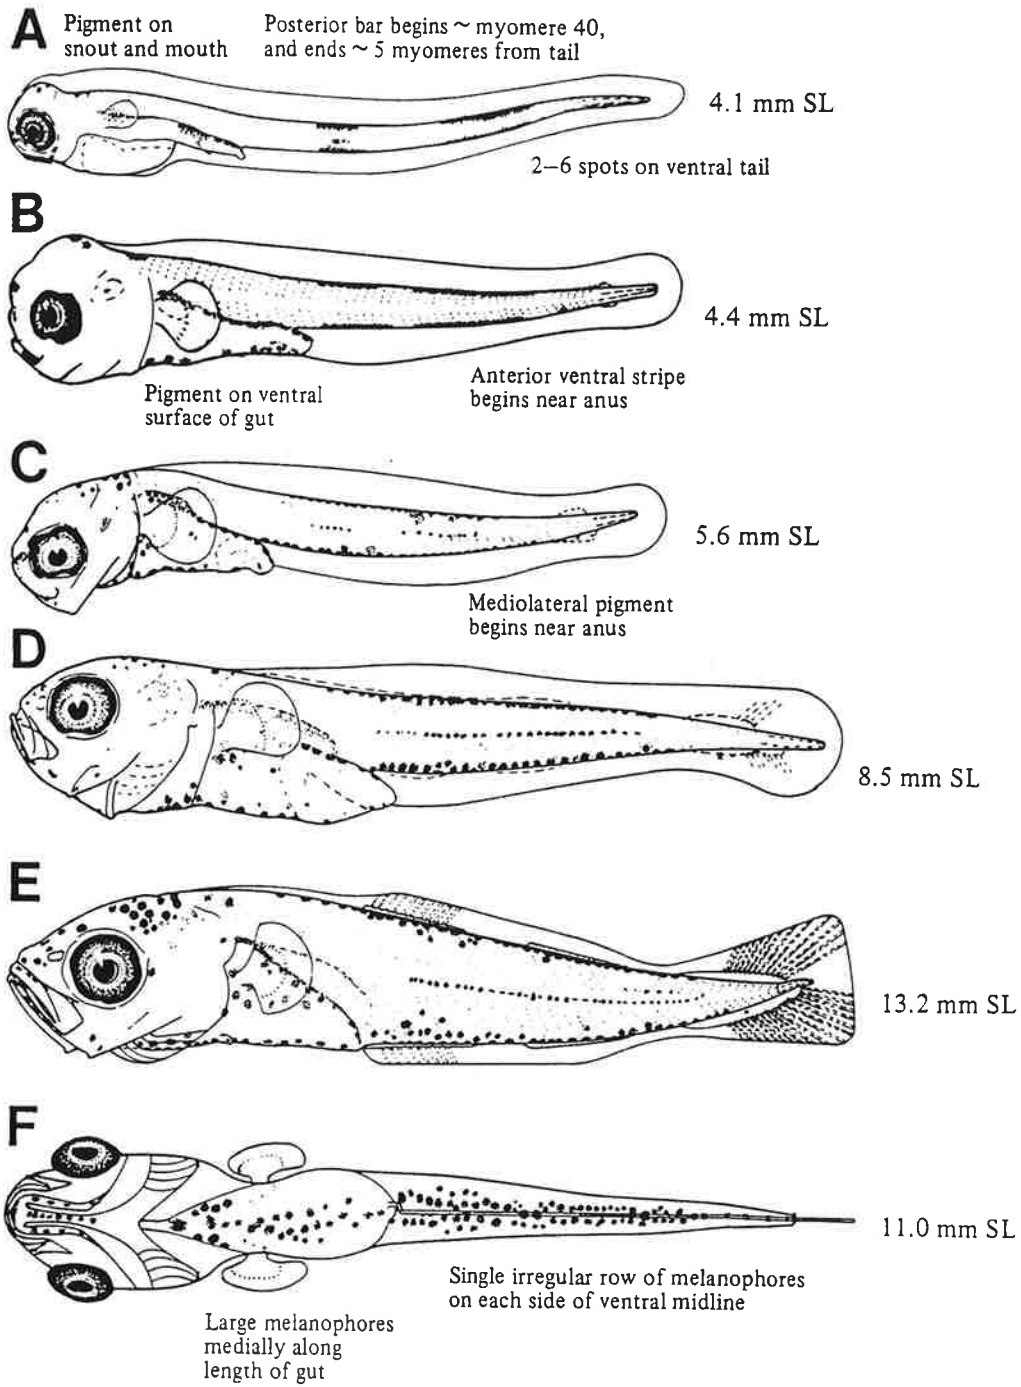 A
Pigment on
snout and mouth
Posterior bar begins ~ myomere 40,
and ends ~ 5 myomeres from tail
4.1 mm SL
2–6 spots on ventral tail
B
4.4 mm SL
Pigment on ventral
surface of gut
Anterior ventral stripe
begins near anus
C
5.6 mm SL
Mediolateral pigment
begins near anus
D
8.5 mm SL
E
13.2 mm SL
F
11.0 mm SL
Single irregular row of melanophores
on each side of ventral midline
Large melanophores
medially along
length of gut